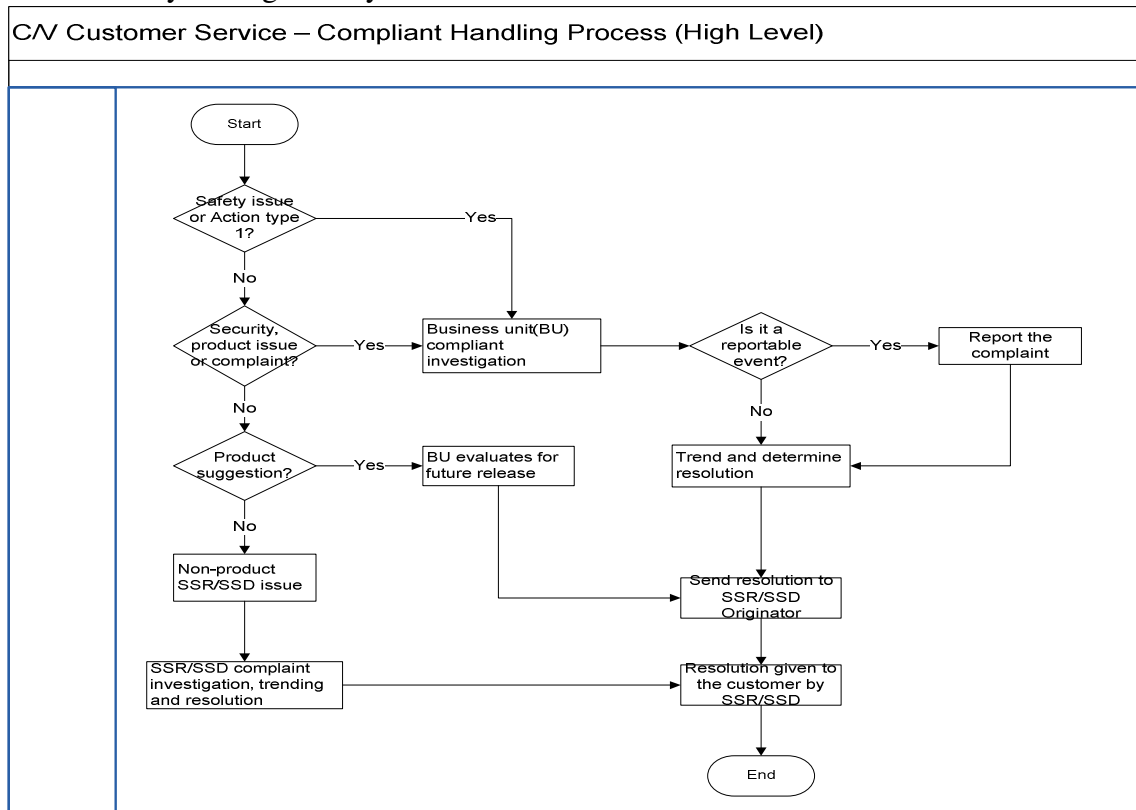 C/V Customer Service – Compliant Handling Process (High Level)
Start
Safety issue
or Action type
1?
Yes
No
Security,
product issue
or complaint?
Yes
Business unit(BU)
compliant
investigation
Is it a
reportable
event?
Yes
Report the
complaint
No
No
Product
suggestion?
Yes
BU evaluates for
future release
Trend and determine
resolution
No
Non-product
SSR/SSD issue
Send resolution to
SSR/SSD
Originator
SSR/SSD complaint
investigation, trending
and resolution
Resolution given to
the customer by
SSR/SSD
End